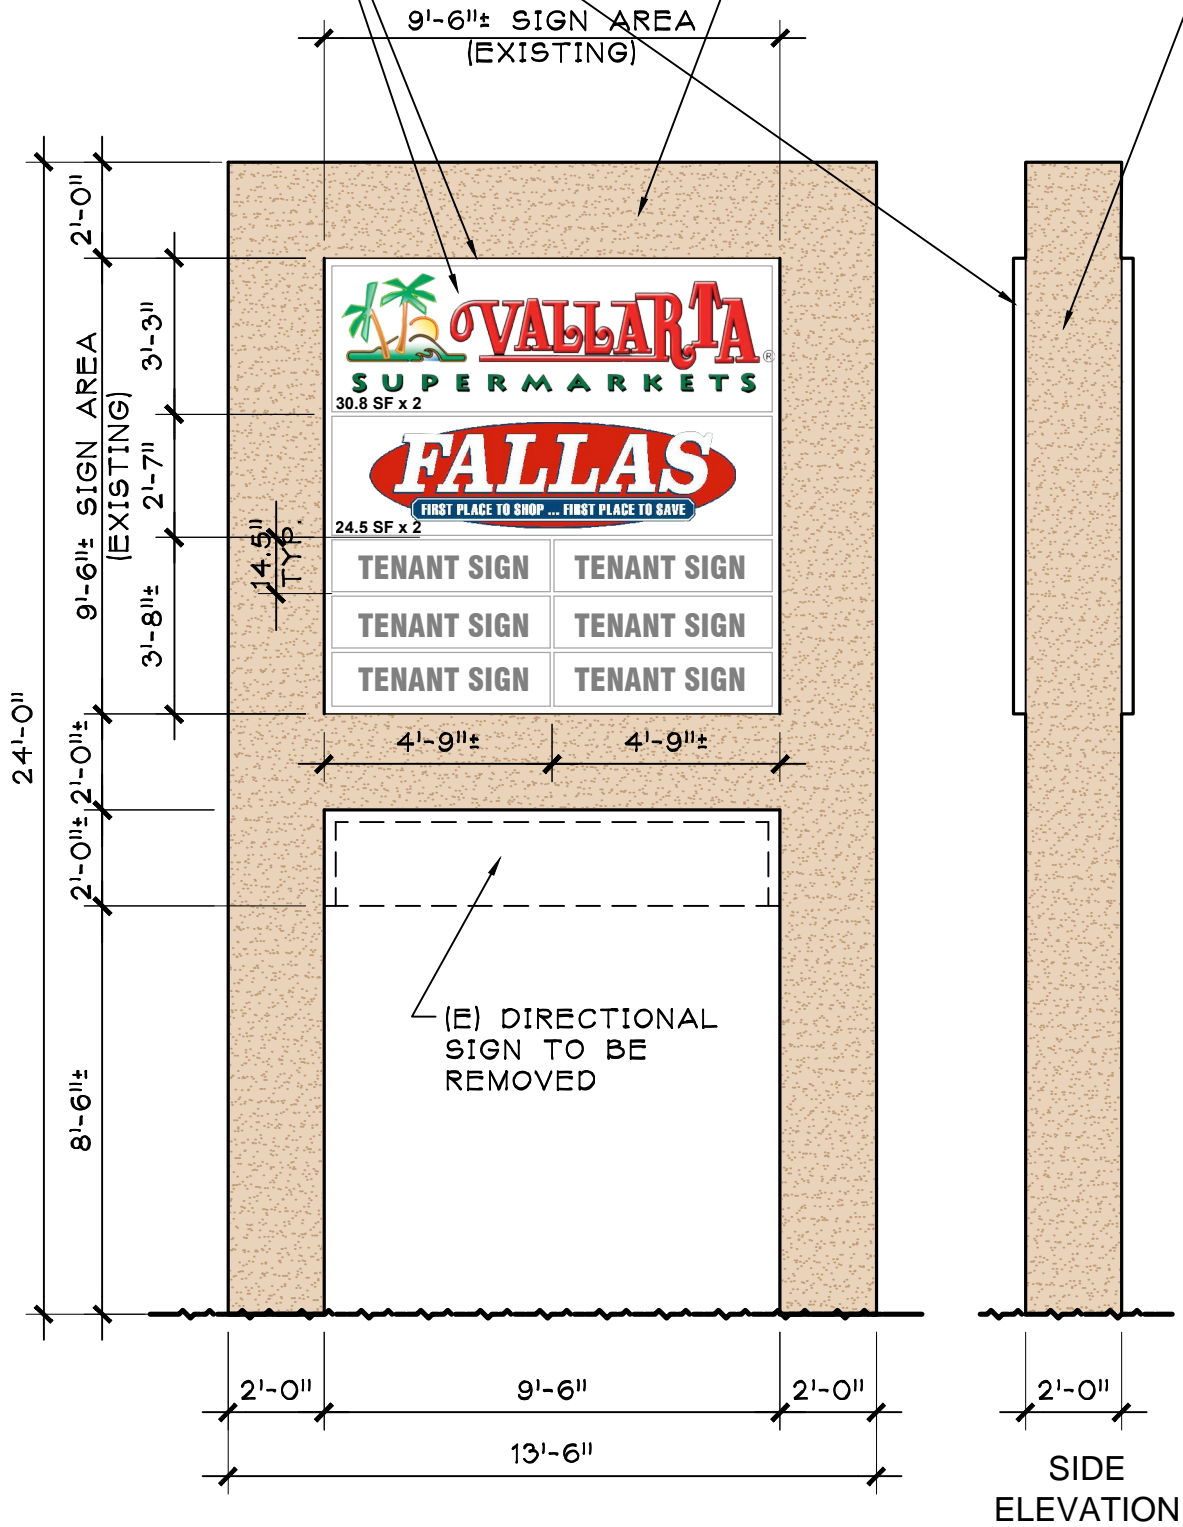 9'-6"± SIGN AREA
(EXISTING)
2'-0"
3'-3"
9'-6"± SIGN AREA
(EXISTING)
2'-7"
14.5"
TYP.
3'-8"±
24'-0"
2'-0"±
2'-0"±
8'-6"±
VALLARTA
®
SUPERMARKETS
30.8 SF x 2
FALLAS
FIRST PLACE TO SHOP ... FIRST PLACE TO SAVE
24.5 SF x 2
TENANT SIGN TENANT SIGN
TENANT SIGN TENANT SIGN
TENANT SIGN TENANT SIGN
4'-9"± 4'-9"±
(E) DIRECTIONAL
SIGN TO BE
REMOVED
2'-0" 9'-6" 2'-0" 2'-0"
13'-6"
SIDE
ELEVATION